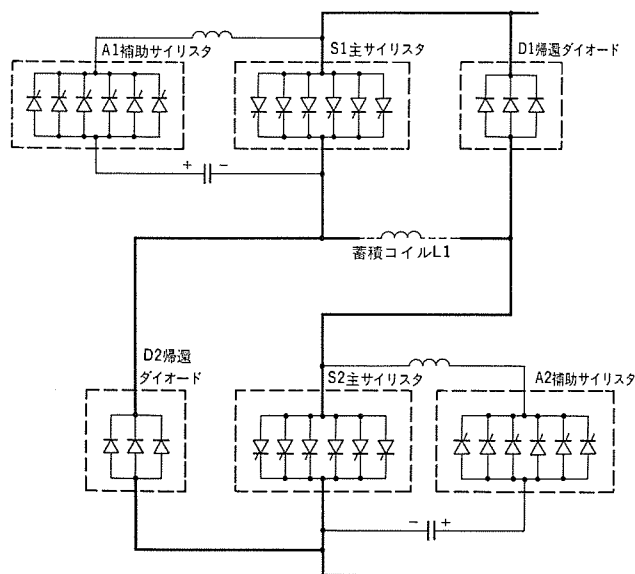 A1補助サイリスタ
S1主サイリスタ
D1帰還ダイオード
+ -
蓄積コイルL1
D2帰還
ダイオード
S2主サイリスタ
A2補助サイリスタ
- +